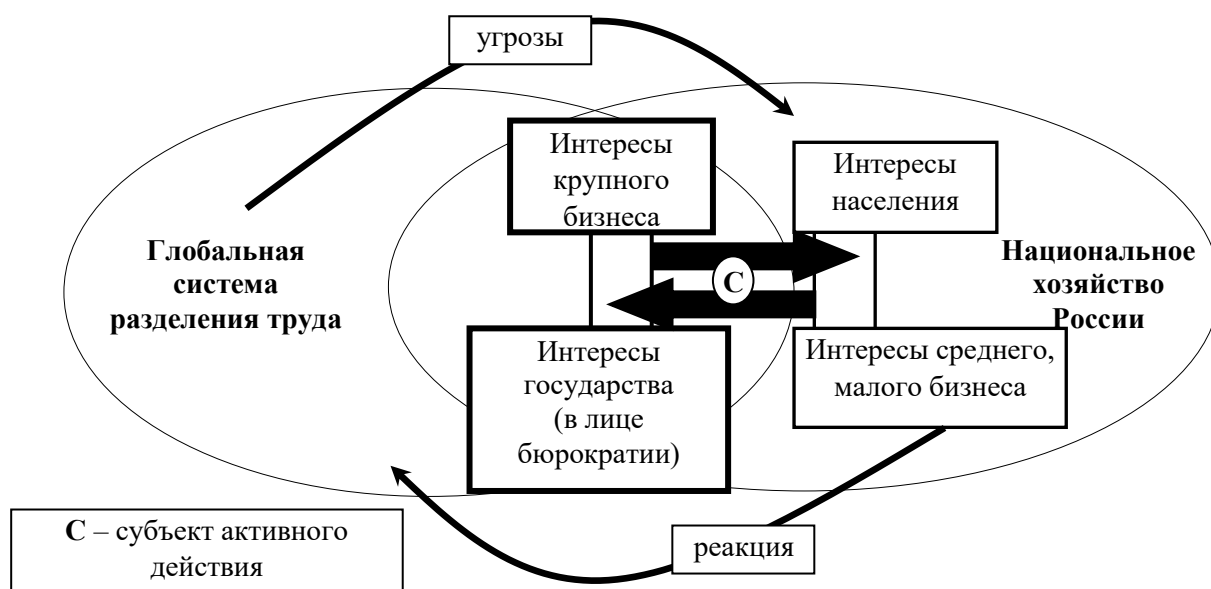 угрозы
Интересы
крупного
бизнеса
Интересы
населения
Глобальная
система
разделения труда
С
Национальное
хозяйство
России
Интересы
государства
(в лице
бюрократии)
Интересы среднего,
малого бизнеса
С – субъект активного
действия
реакция